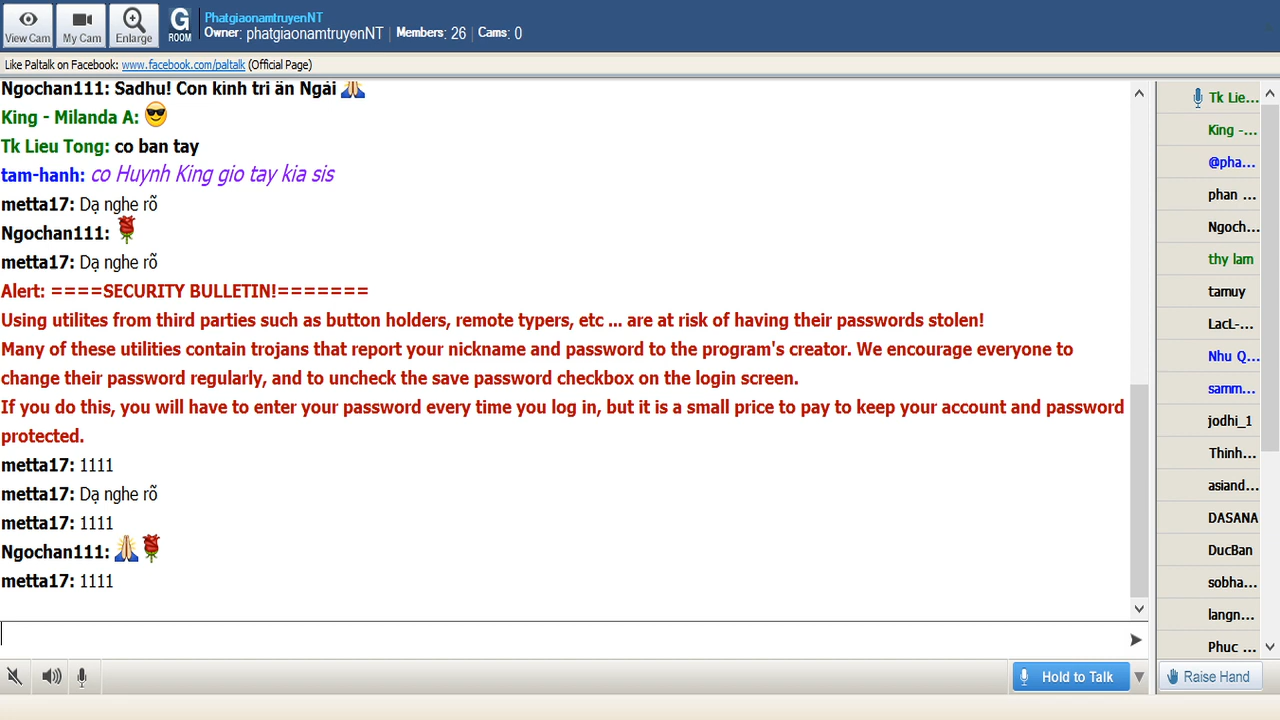 View Cam
My Cam
Enlarge
G
ROOM
PhatgiaonamtruyenNT
Owner: phatgiaonamtruyenNT | Members: 26 | Cams: 0
Like Paltalk on Facebook: www.facebook.com/paltalk (Official Page)
Ngochan111: Sadhu! Con kinh tri ăn Ngải
King - Milanda A:
Tk Lieu Tong: co ban tay
tam-hanh: co Huynh King gio tay kia sis
metta17: Dạ nghe rõ
Ngochan111:
metta17: Dạ nghe rõ
Alert: ====SECURITY BULLETIN!=======
Using utilites from third parties such as button holders, remote typers, etc ... are at risk of having their passwords stolen!
Many of these utilities contain trojans that report your nickname and password to the program's creator. We encourage everyone to
change their password regularly, and to uncheck the save password checkbox on the login screen.
If you do this, you will have to enter your password every time you log in, but it is a small price to pay to keep your account and password
protected.
metta17: 1111
metta17: Dạ nghe rõ
metta17: 1111
Ngochan111:
metta17: 1111
Tk Lie...
King -...
@pha...
phan ...
Ngoch...
thy lam
tamuy
LacL-...
Nhu Q...
samm...
jodhi_1
Thinh...
asiand...
DASANA
DucBan
sobha...
langn...
Phuc ...
Hold to Talk
Raise Hand